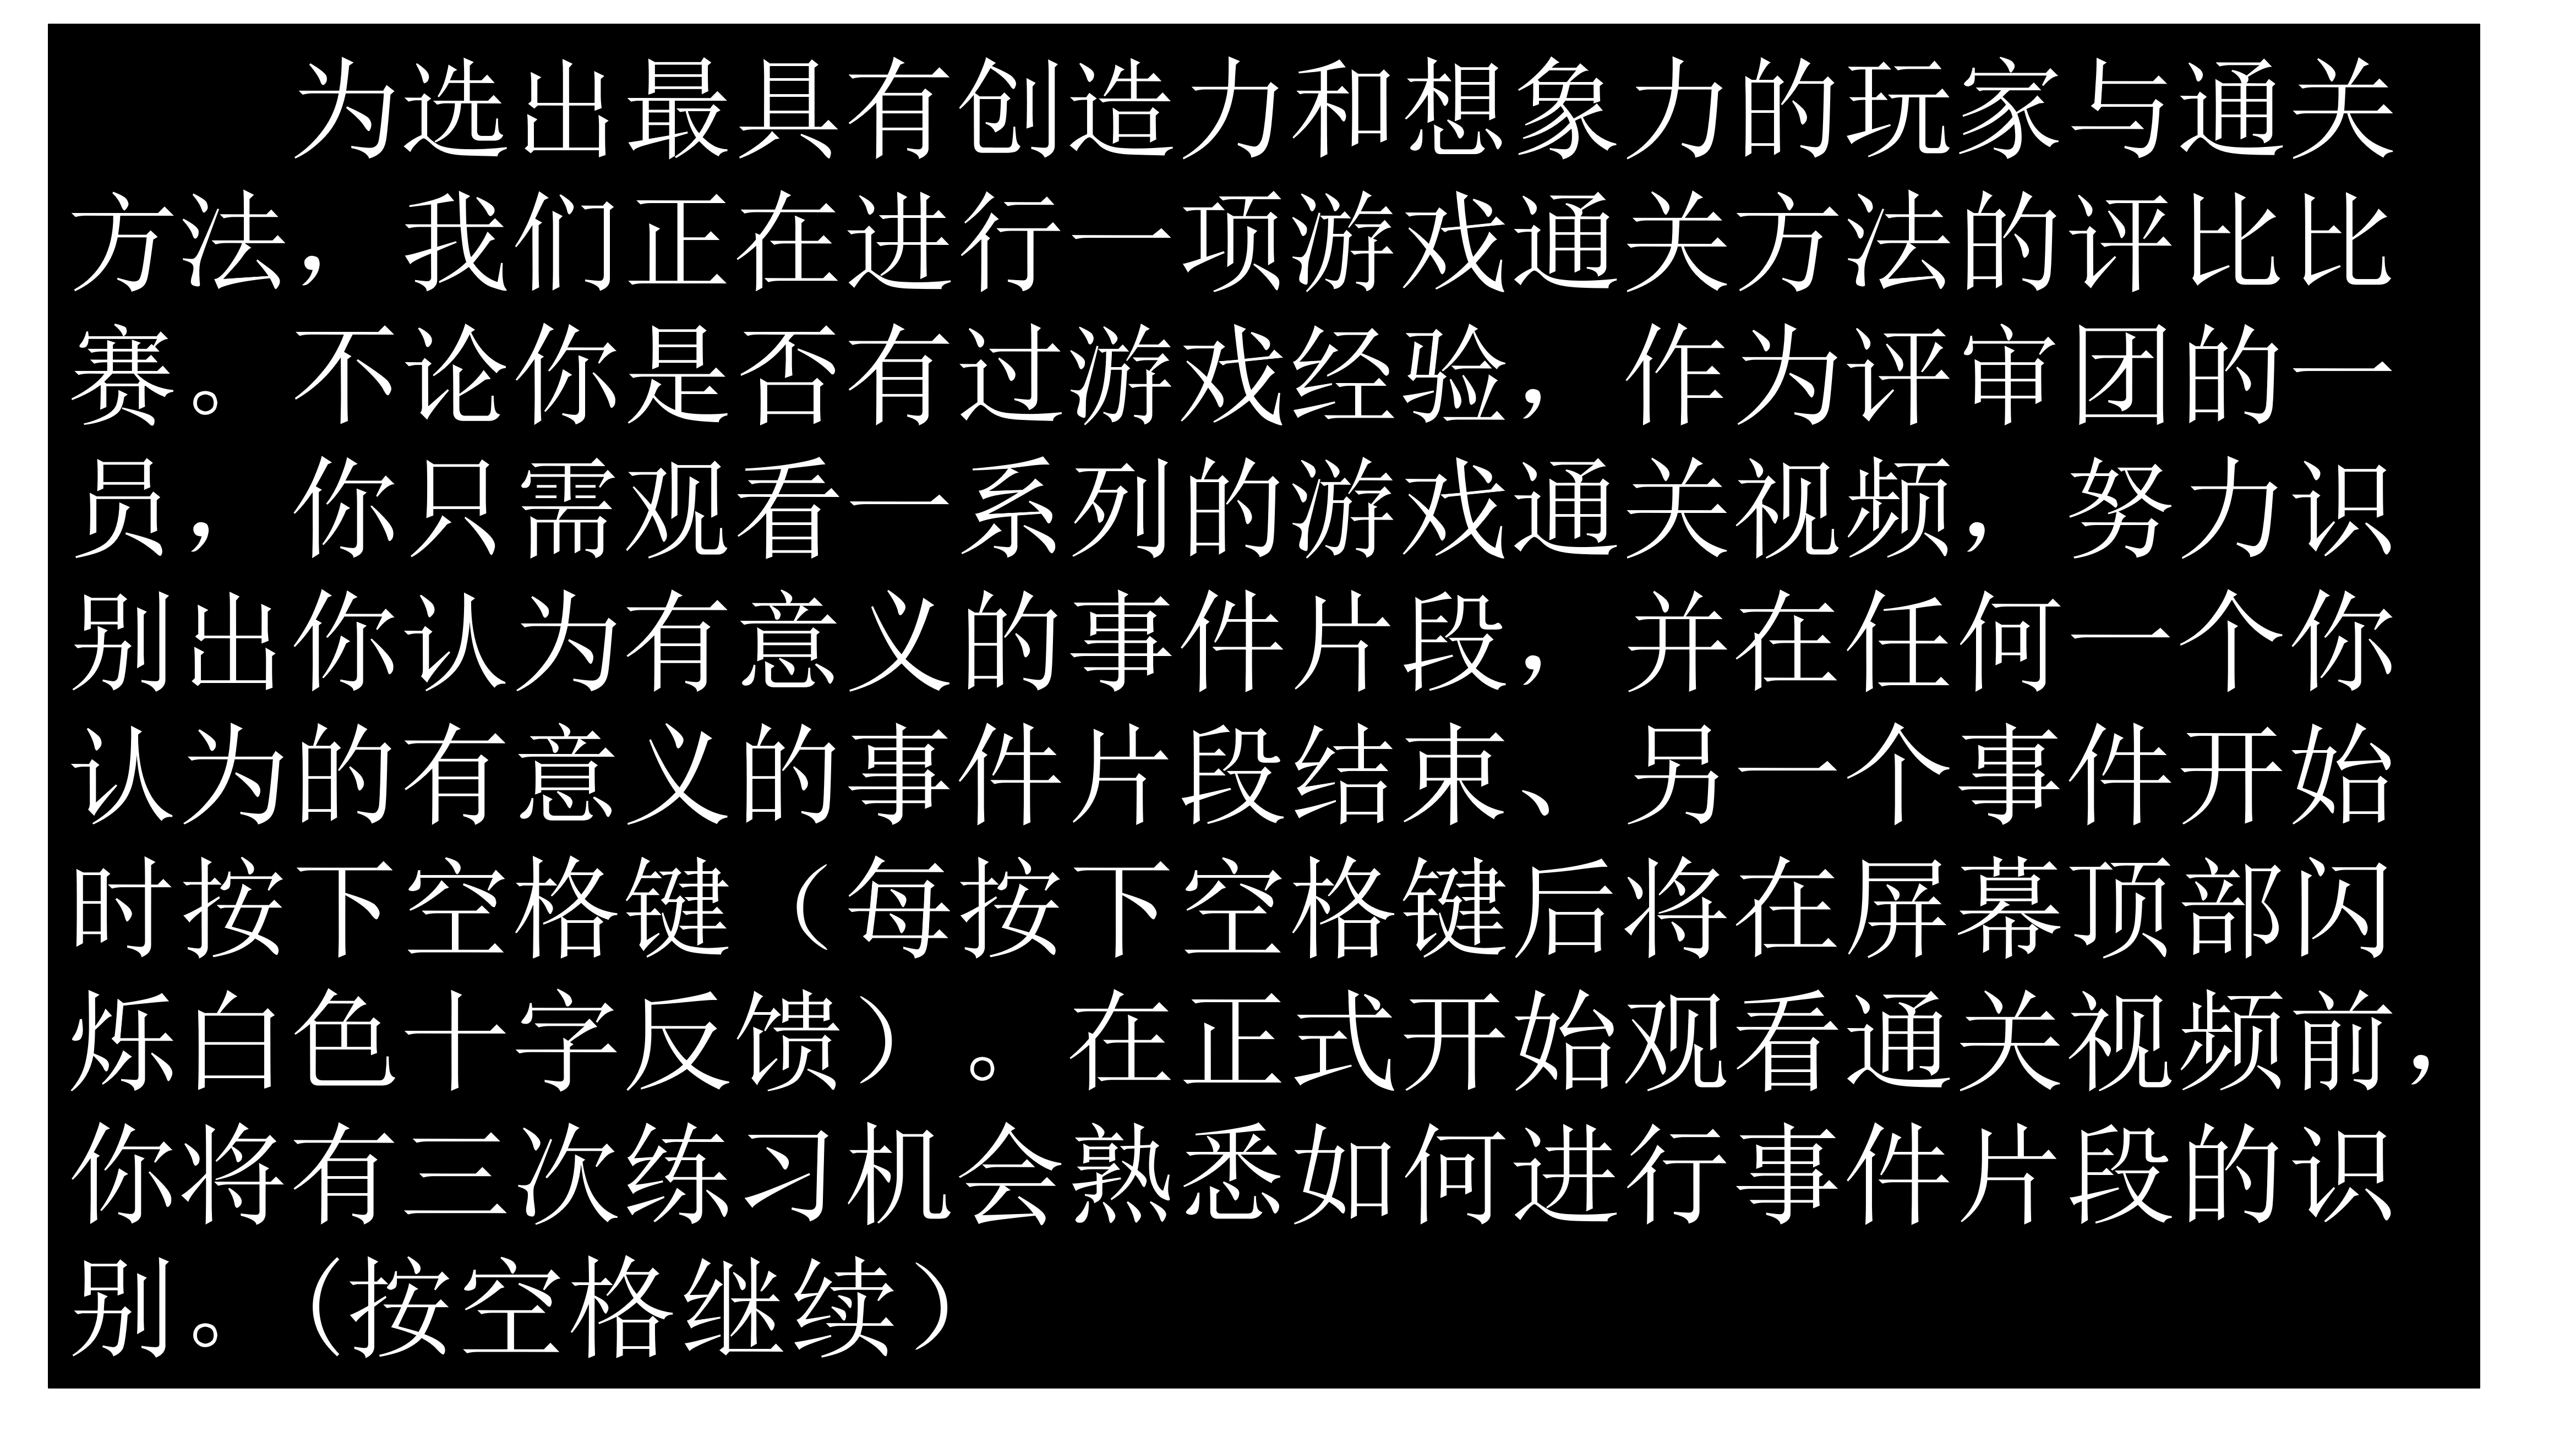 为选出最具有创造力和想象力的玩家与通关
方法，我们正在进行一项游戏通关方法的评比比
赛。不论你是否有过游戏经验，作为评审团的一
员，你只需观看一系列的游戏通关视频，努力识
别出你认为有意义的事件片段，并在任何一个你
认为的有意义的事件片段结束、另一个事件开始
时按下空格键（每按下空格键后将在屏幕顶部闪
烁白色十字反馈）。在正式开始观看通关视频前，
你将有三次练习机会熟悉如何进行事件片段的识
别。（按空格继续）